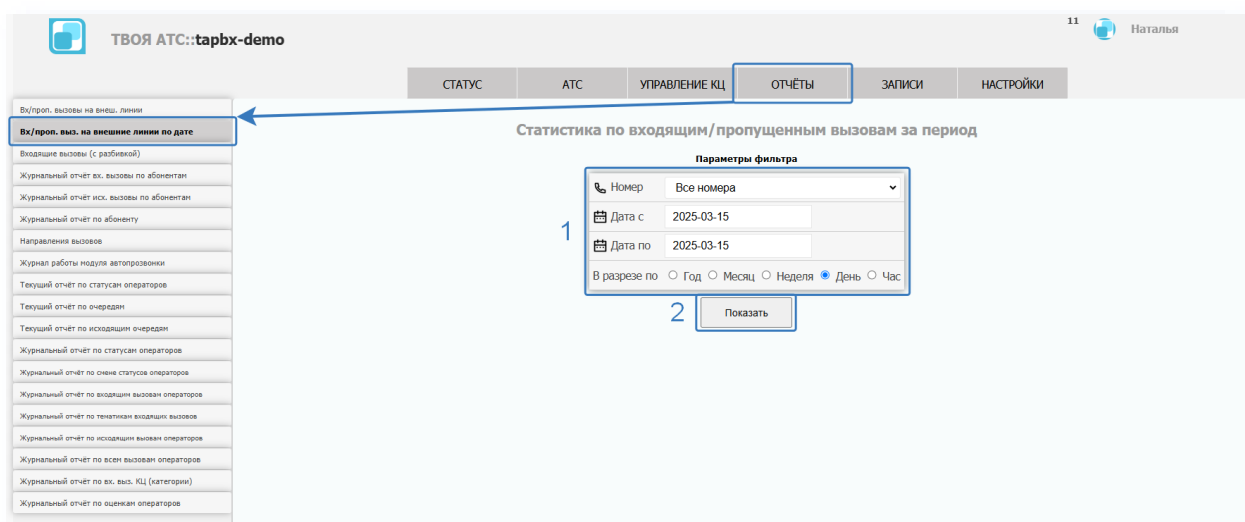 ТВОЯ АТС::tapbx-demo
11
Наталья
СТАТУС АТС УПРАВЛЕНИЕ КЦ ОТЧЁТЫ ЗАПИСИ НАСТРОЙКИ
Вх/проп. вызовы на внеш. линии
Вх/проп. выз. на внешние линии по дате
Входящие вызовы (с разбивкой)
Журнальный отчёт вх. вызовы по абонентам
Журнальный отчёт исх. вызовы по абонентам
Журнальный отчёт по абоненту
Направления вызовов
Журнал работы модуля автопрозвонки
Текущий отчёт по статусам операторов
Текущий отчёт по очередям
Текущий отчёт по исходящим очередям
Журнальный отчёт по статусам операторов
Журнальный отчёт по смене статусов операторов
Журнальный отчёт по входящим вызовам операторов
Журнальный отчёт по тематикам входящих вызовов
Журнальный отчёт по исходящим вызовам операторов
Журнальный отчёт по всем вызовам операторов
Журнальный отчёт по вх. выз. КЦ (категории)
Журнальный отчёт по оценкам операторов
Статистика по входящим/пропущенным вызовам за период
Параметры фильтра
1
Номер Все номера
Дата с 2025-03-15
Дата по 2025-03-15
В разрезе по Год Месяц Неделя День Час
2
Показать